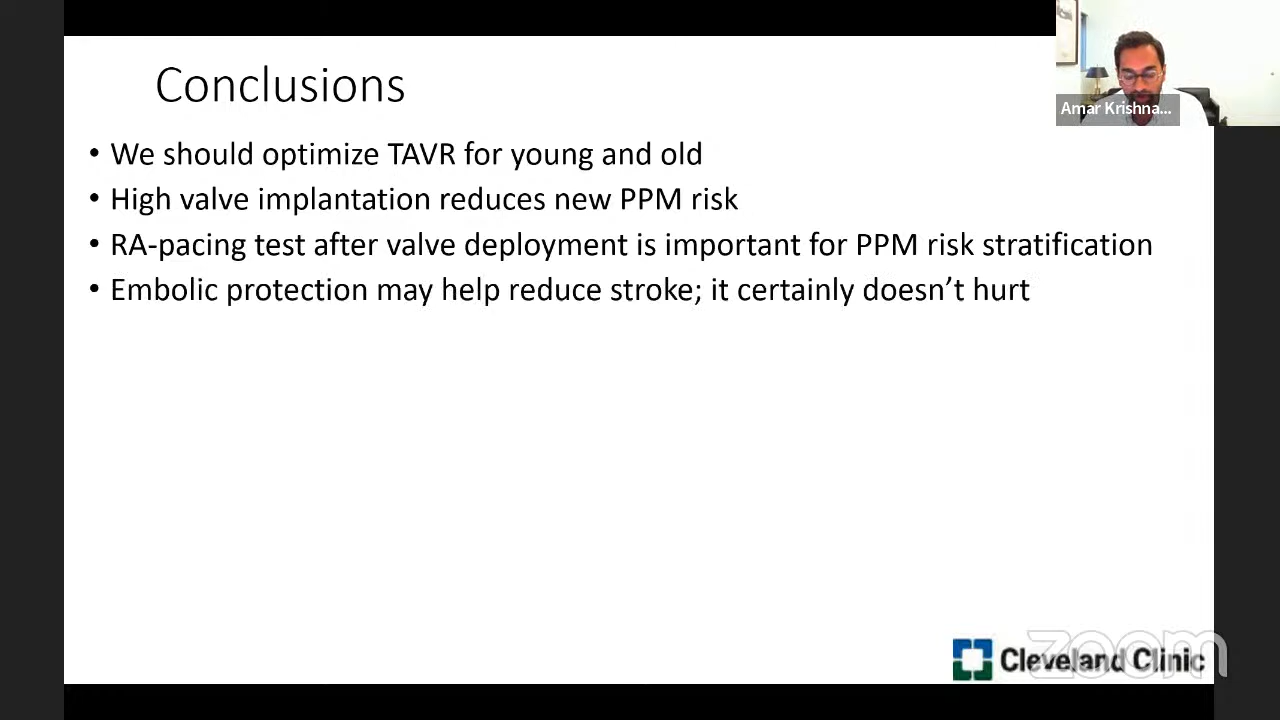 Conclusions
Amar Krishna...
• We should optimize TAVR for young and old
• High valve implantation reduces new PPM risk
• RA-pacing test after valve deployment is important for PPM risk stratification
• Embolic protection may help reduce stroke; it certainly doesn’t hurt
zoom
Cleveland Clinic